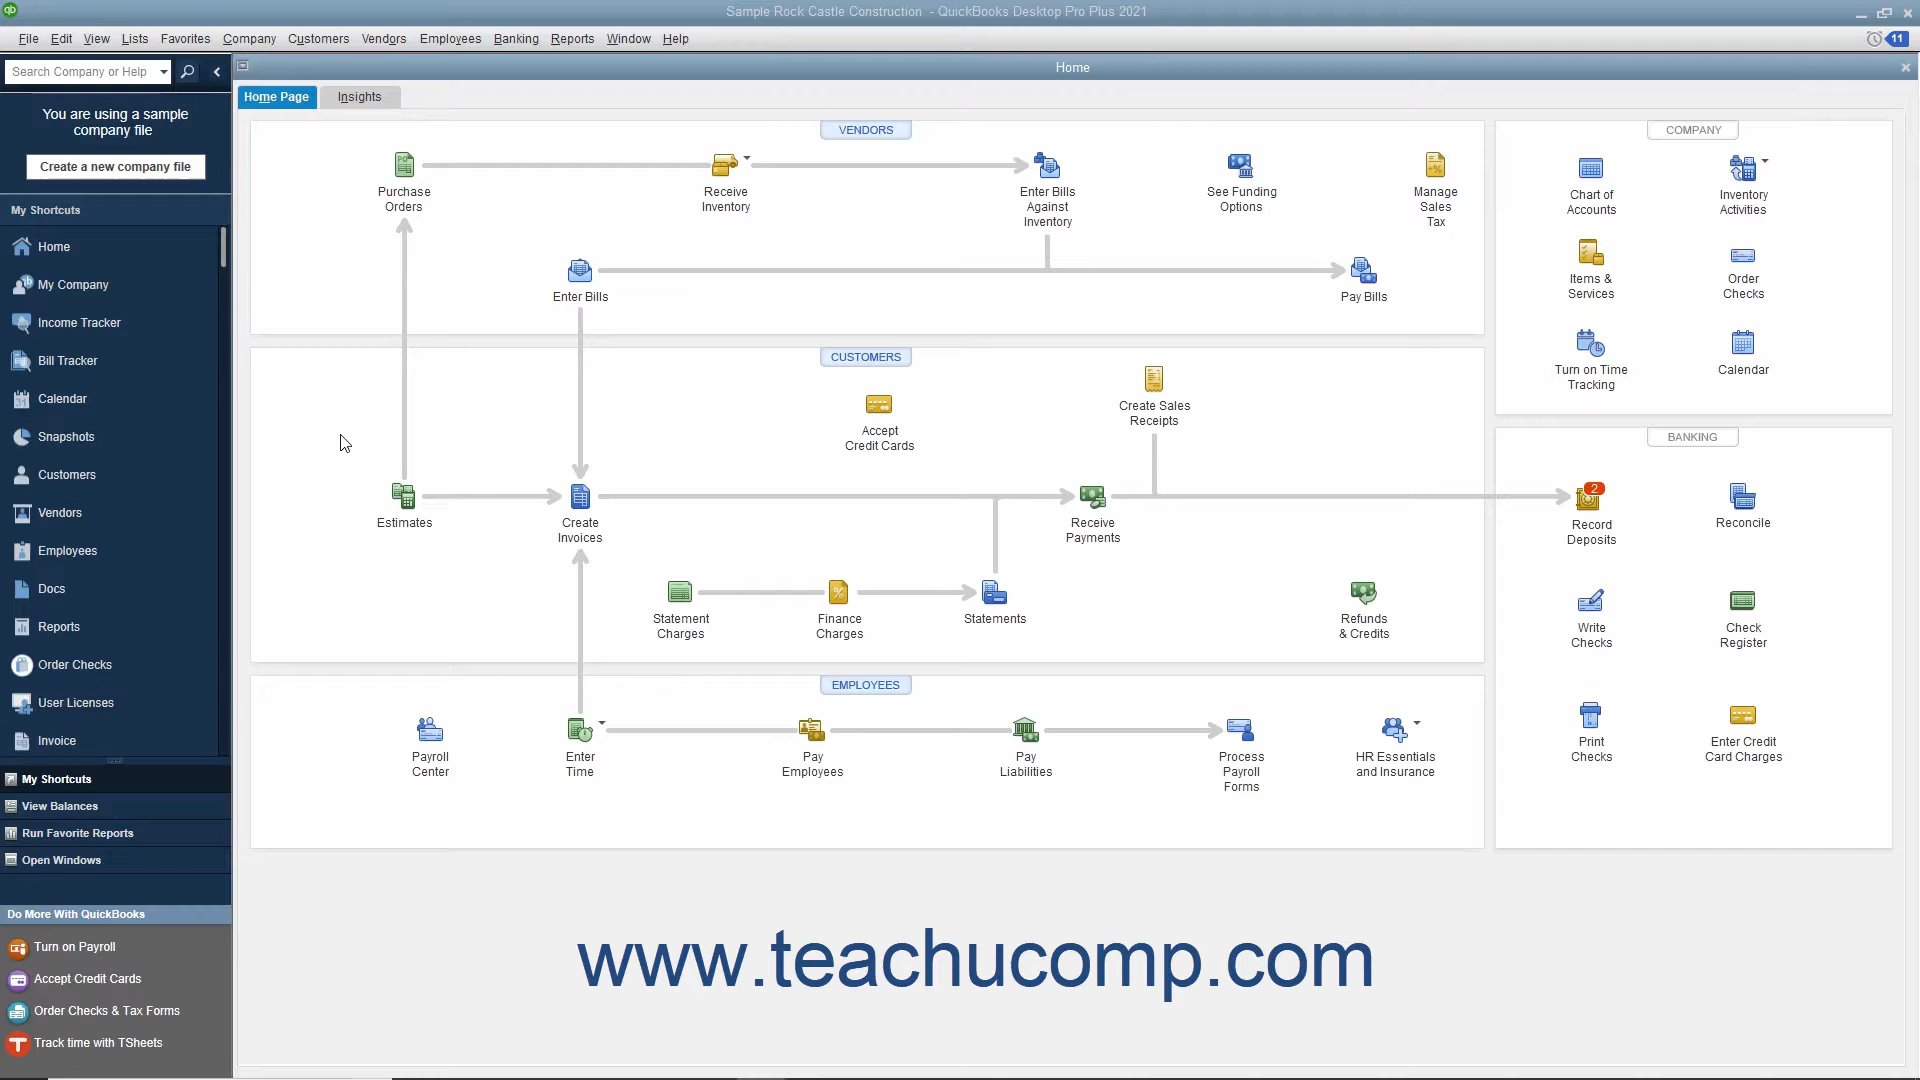 Sample Rock Castle Construction - QuickBooks Desktop Pro Plus 2021
File Edit View Lists Favorites Company Customers Vendors Employees Banking Reports Window Help
11
Search Company or Help
Home
You are using a sample
company file
Create a new company file
My Shortcuts
Home
My Company
Income Tracker
Bill Tracker
Calendar
Snapshots
Customers
Vendors
Employees
Docs
Reports
Order Checks
User Licenses
Invoice
My Shortcuts
View Balances
Run Favorite Reports
Open Windows
Do More With QuickBooks
Turn on Payroll
Accept Credit Cards
Order Checks & Tax Forms
Track time with TSheets
Home Page
Insights
VENDORS
Purchase
Orders
Receive
Inventory
Enter Bills
Against
Inventory
See Funding
Options
Manage
Sales
Tax
Enter Bills
Pay Bills
CUSTOMERS
Accept
Credit Cards
Create Sales
Receipts
Estimates
Create
Invoices
Receive
Payments
Statement
Charges
Finance
Charges
Statements
Refunds
& Credits
EMPLOYEES
Payroll
Center
Enter
Time
Pay
Employees
Pay
Liabilities
Process
Payroll
Forms
HR Essentials
and Insurance
COMPANY
Chart of
Accounts
Inventory
Activities
Items &
Services
Order
Checks
Turn on Time
Tracking
Calendar
BANKING
2
Record
Deposits
Reconcile
Write
Checks
Check
Register
Print
Checks
Enter Credit
Card Charges
www.teachucomp.com